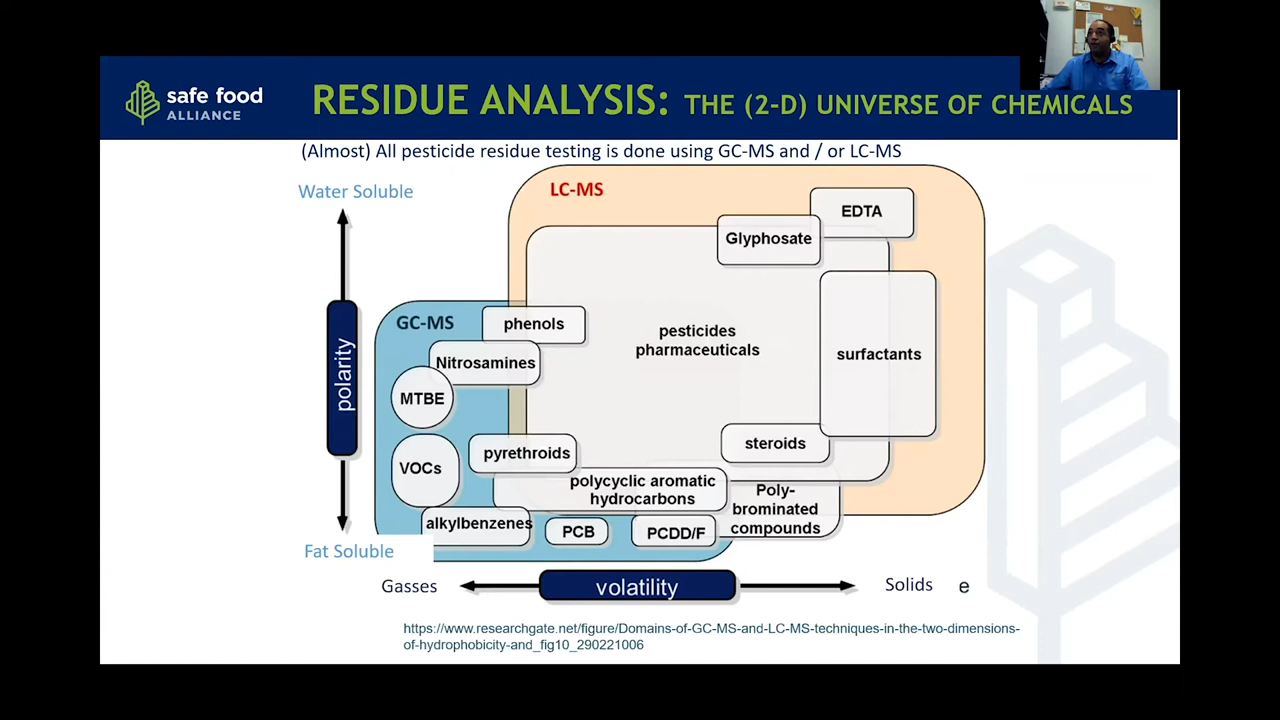 safe food
ALLIANCE
RESIDUE ANALYSIS: THE (2-D) UNIVERSE OF CHEMICALS
(Almost) All pesticide residue testing is done using GC-MS and / or LC-MS
Water Soluble
LC-MS
EDTA
Glyphosate
GC-MS
phenols
pesticides
pharmaceuticals
Nitrosamines
surfactants
polarity
MTBE
steroids
pyrethroids
VOCs
polycyclic aromatic
hydrocarbons
Poly-
brominated
compounds
alkylbenzenes
PCB
PCDD/F
Fat Soluble
Gasses
volatility
Solids
e
https://www.researchgate.net/figure/Domains-of-GC-MS-and-LC-MS-techniques-in-the-two-dimensions-
of-hydrophobicity-and_fig10_290221006